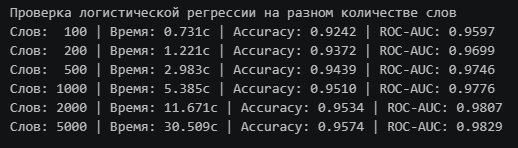 Проверка логистической регрессии на разном количестве слов
Слов:  100 | Время: 0.731с | Accuracy: 0.9242 | ROC-AUC: 0.9597
Слов:  200 | Время: 1.221с | Accuracy: 0.9372 | ROC-AUC: 0.9699
Слов:  500 | Время: 2.983с | Accuracy: 0.9439 | ROC-AUC: 0.9746
Слов: 1000 | Время: 5.385с | Accuracy: 0.9510 | ROC-AUC: 0.9776
Слов: 2000 | Время: 11.671с | Accuracy: 0.9534 | ROC-AUC: 0.9807
Слов: 5000 | Время: 30.509с | Accuracy: 0.9574 | ROC-AUC: 0.9829